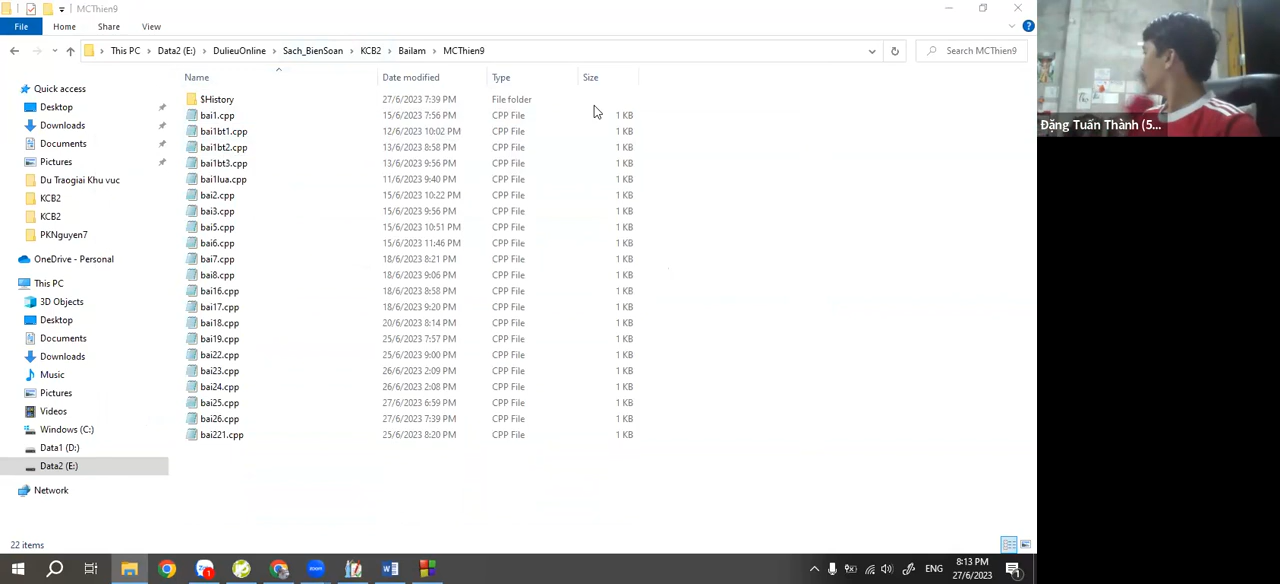 MCThien9
File Home Share View
This PC > Data2 (E:) > DulieuOnline > Sach_BienSoan > KCB2 > Bailam > MCThien9
Search MCThien9
Name Date modified Type Size
$History 27/6/2023 7:39 PM File folder
bai1.cpp 15/6/2023 7:56 PM CPP File 1 KB
bai1bt1.cpp 12/6/2023 10:02 PM CPP File 1 KB
bai1bt2.cpp 13/6/2023 8:58 PM CPP File 1 KB
bai1bt3.cpp 13/6/2023 9:56 PM CPP File 1 KB
bai1lua.cpp 11/6/2023 9:40 PM CPP File 1 KB
bai2.cpp 15/6/2023 10:22 PM CPP File 1 KB
bai3.cpp 15/6/2023 9:56 PM CPP File 1 KB
bai5.cpp 15/6/2023 10:51 PM CPP File 1 KB
bai6.cpp 15/6/2023 11:46 PM CPP File 1 KB
bai7.cpp 18/6/2023 8:21 PM CPP File 1 KB
bai8.cpp 18/6/2023 9:06 PM CPP File 1 KB
bai16.cpp 18/6/2023 8:58 PM CPP File 1 KB
bai17.cpp 18/6/2023 9:20 PM CPP File 1 KB
bai18.cpp 20/6/2023 8:14 PM CPP File 1 KB
bai19.cpp 25/6/2023 7:57 PM CPP File 1 KB
bai22.cpp 25/6/2023 9:00 PM CPP File 1 KB
bai23.cpp 26/6/2023 2:09 PM CPP File 1 KB
bai24.cpp 26/6/2023 2:08 PM CPP File 1 KB
bai25.cpp 27/6/2023 6:59 PM CPP File 1 KB
bai26.cpp 27/6/2023 7:39 PM CPP File 1 KB
bai221.cpp 25/6/2023 8:20 PM CPP File 1 KB
Quick access
Desktop
Downloads
Documents
Pictures
Du Traogiai Khu vuc
KCB2
KCB2
PKNguyen7
OneDrive - Personal
This PC
3D Objects
Desktop
Documents
Downloads
Music
Pictures
Videos
Windows (C:)
Data1 (D:)
Data2 (E:)
Network
22 items
Đặng Tuấn Thành (5...
ENG
8:13 PM
27/6/2023